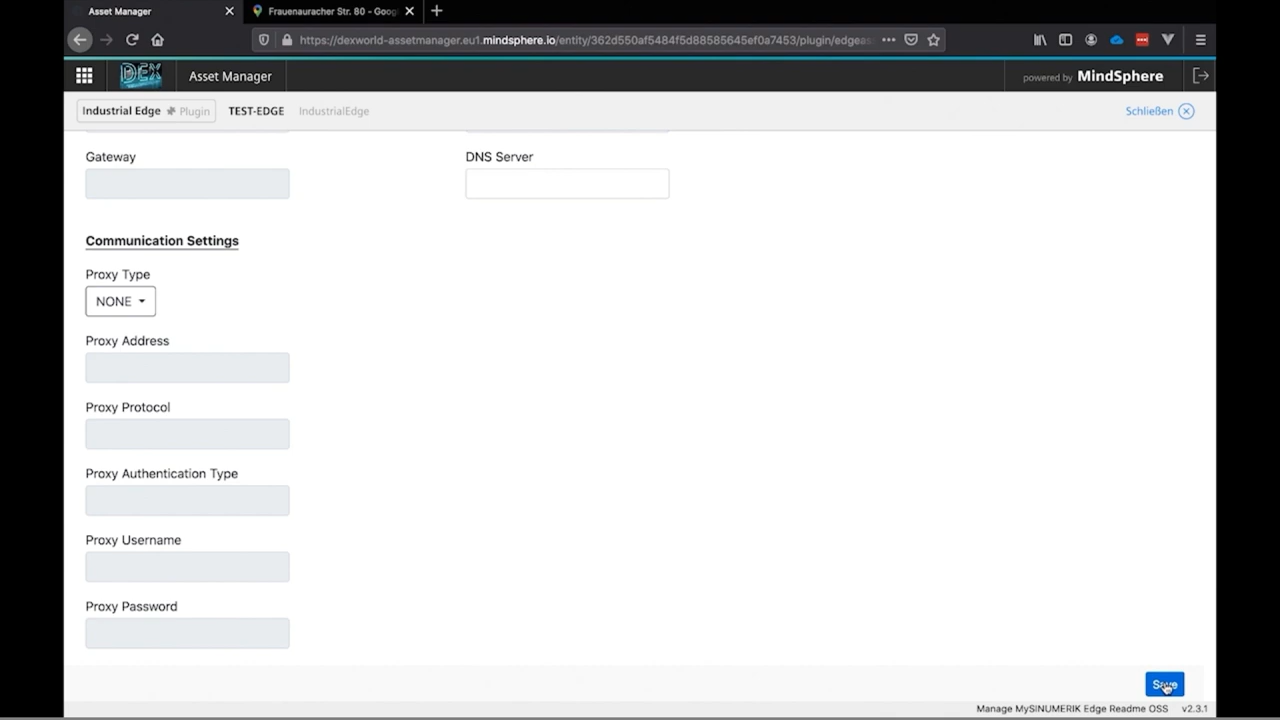 Asset Manager
Frauenauracher Str. 80 - Goog
https://dexworld-assetmanager.eu1.mindsphere.io/entity/362d550af5484f5d88585645ef0a7453/plugin/edgeas
DEX
Asset Manager
powered by MindSphere
Industrial Edge Plugin
TEST-EDGE
IndustrialEdge
Schließen
Gateway
DNS Server
Communication Settings
Proxy Type
NONE
Proxy Address
Proxy Protocol
Proxy Authentication Type
Proxy Username
Proxy Password
Save
Manage MySINUMERIK Edge Readme OSS v2.3.1